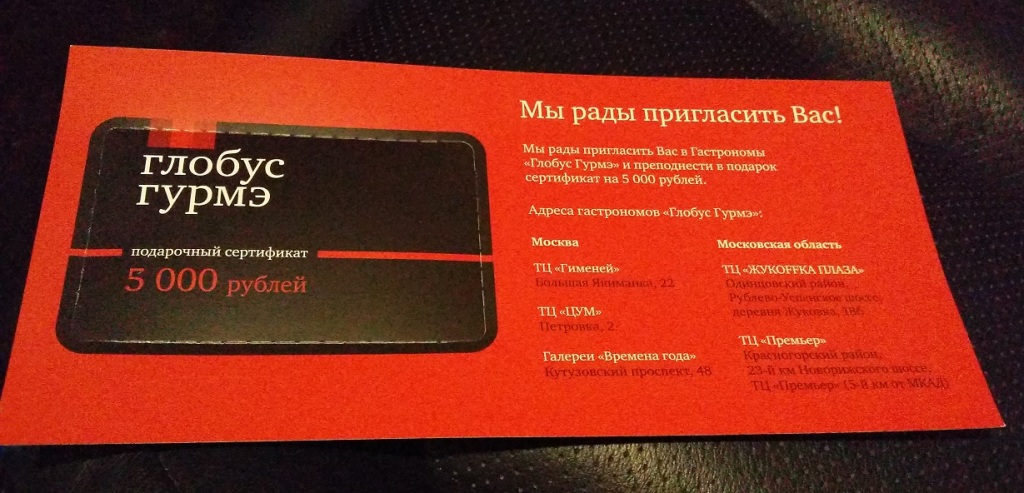 глобус
гурмэ
подарочный сертификат
5 000 рублей
Мы рады пригласить Вас!
Мы рады пригласить Вас в Гастрономы
«Глобус Гурмэ» и преподнести в подарок
сертификат на 5 000 рублей.
Адреса гастрономов «Глобус Гурмэ»:
Москва
ТЦ «Гименей»
Большая Якиманка, 22
ТЦ «ЦУМ»
Петровка, 2
Галереи «Времена года»
Кутузовский проспект, 48
Московская область
ТЦ «ЖУКОFFКА ПЛАЗА»
Одинцовский район,
Рублево-Успенское шоссе,
деревня Жуковка, 186
ТЦ «Премьер»
Красногорский район,
23-й км Новорижского шоссе,
ТЦ «Премьер» (5-й км от МКАД)